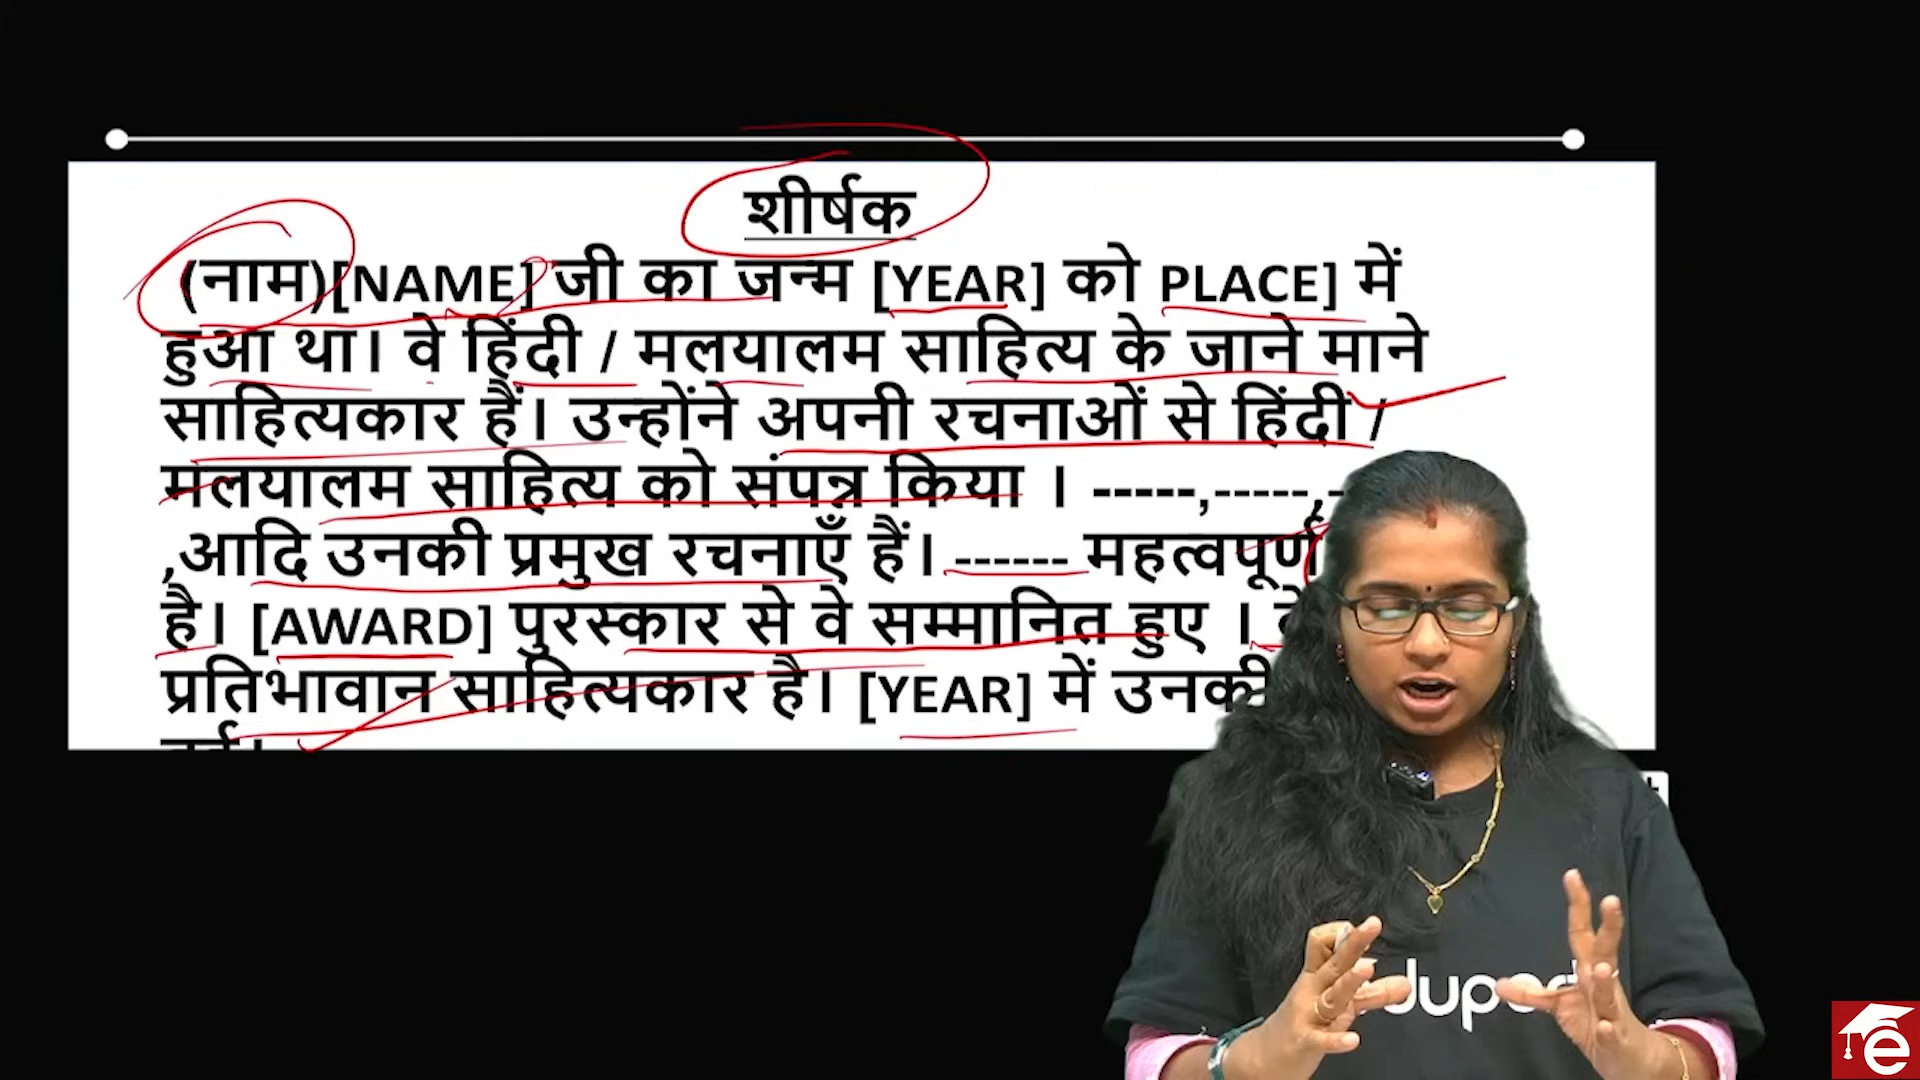 शीर्षक
(नाम)[NAME] जी का जन्म [YEAR] को PLACE] में
हुआ था। वे हिंदी / मलयालम साहित्य के जाने माने
साहित्यकार हैं। उन्होंने अपनी रचनाओं से हिंदी /
मलयालम साहित्य को संपन्न किया । -----,-----,-
,आदि उनकी प्रमुख रचनाएँ हैं। ------ महत्वपूर्ण
है। [AWARD] पुरस्कार से वे सम्मानित हुए ।
प्रतिभावान साहित्यकार है। [YEAR] में उनकी